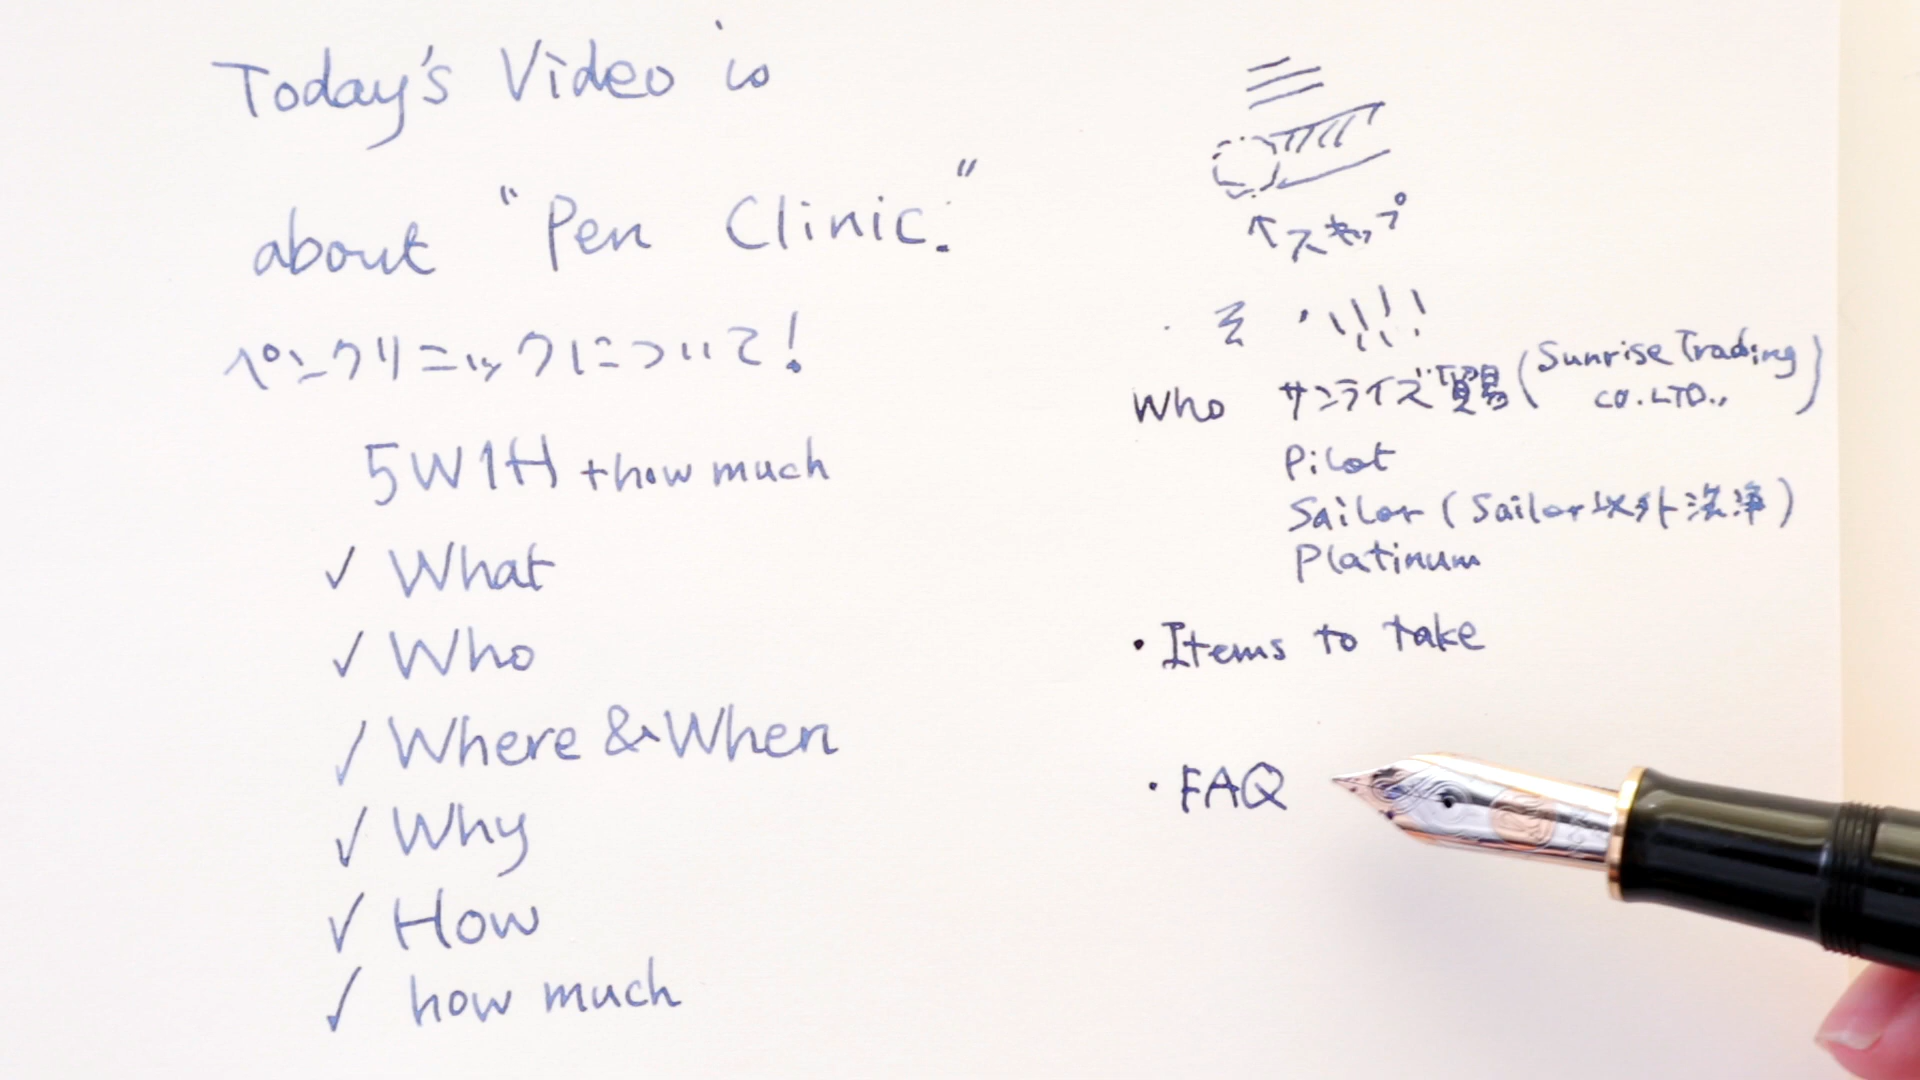 Today's Video is
about "Pen Clinic."
ペンクリニックについて!
5W1H + how much
✓ What
✓ Who
✓ Where & When
✓ Why
✓ How
✓ how much
↑スキップ
Who サンライズ貿易 (Sunrise Trading
CO.LTD.,)
Pilot
Sailor (Sailor以外洗浄)
Platinum
・Items to take
・FAQ